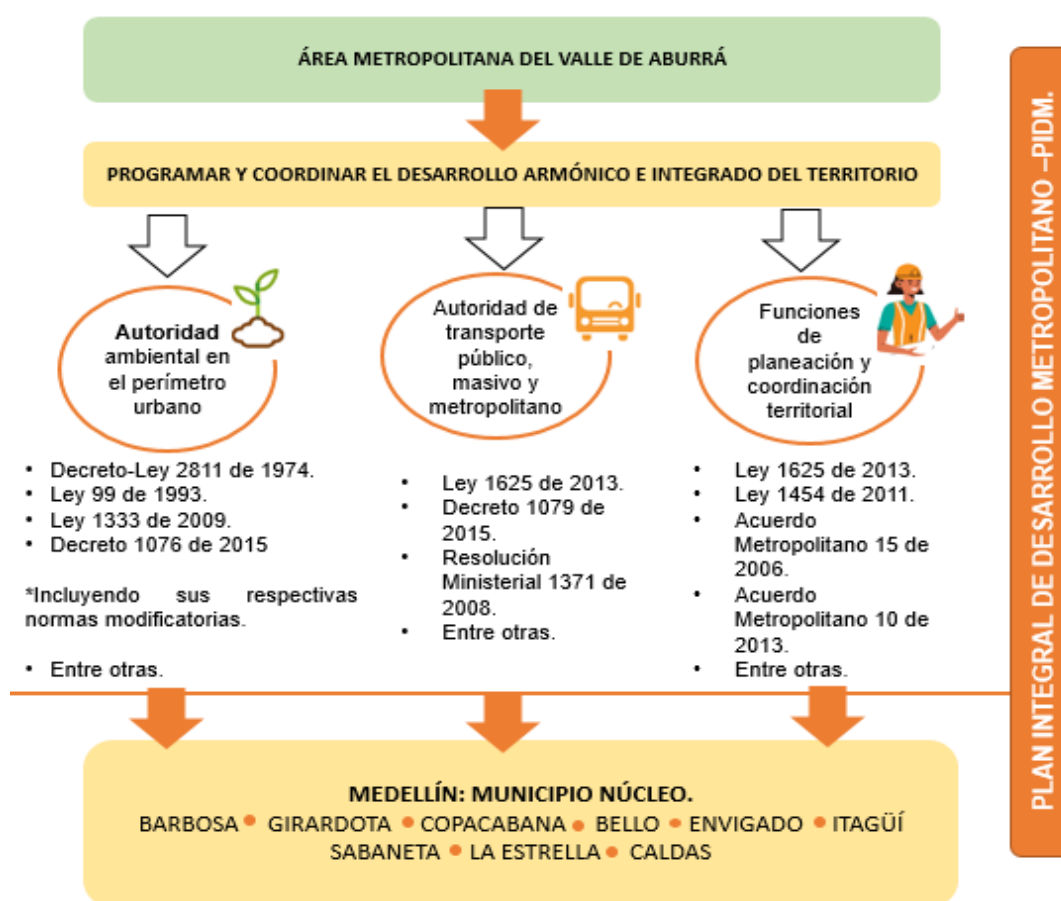 ÁREA METROPOLITANA DEL VALLE DE ABURRÁ
PROGRAMAR Y COORDINAR EL DESARROLLO ARMÓNICO E INTEGRADO DEL TERRITORIO
Autoridad
ambiental en
el perímetro
urbano
• Decreto-Ley 2811 de 1974.
• Ley 99 de 1993.
• Ley 1333 de 2009.
• Decreto 1076 de 2015
*Incluyendo sus respectivas
normas modificatorias.
• Entre otras.
Autoridad de
transporte
público,
masivo y
metropolitano
• Ley 1625 de 2013.
• Decreto 1079 de
2015.
• Resolución
Ministerial 1371 de
2008.
• Entre otras.
Funciones
de
planeación y
coordinación
territorial
• Ley 1625 de 2013.
• Ley 1454 de 2011.
• Acuerdo
Metropolitano 15 de
2006.
• Acuerdo
Metropolitano 10 de
2013.
• Entre otras.
MEDELLÍN: MUNICIPIO NÚCLEO.
BARBOSA • GIRARDOTA • COPACABANA • BELLO • ENVIGADO • ITAGÜÍ
SABANETA • LA ESTRELLA • CALDAS
PLAN INTEGRAL DE DESARROLLO METROPOLITANO –PIDM.